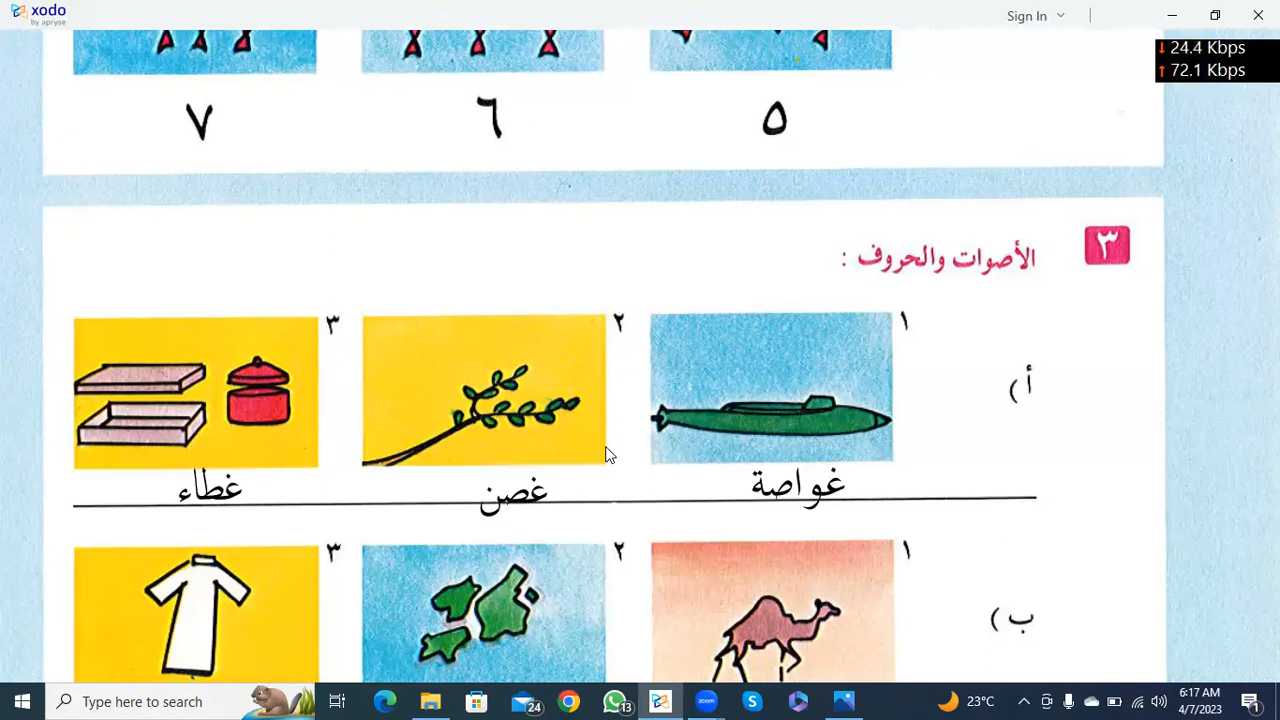 xodo
by apryse
Sign In
24.4 Kbps
72.1 Kbps
٥ ٦ ٧
٣
الأصوات والحروف :
أ )
١ ٢ ٣
غواصة غصن غطاء
ب )
١ ٢ ٣
Type here to search
24
zoom
13
23°C
6:17 AM
4/7/2023
1